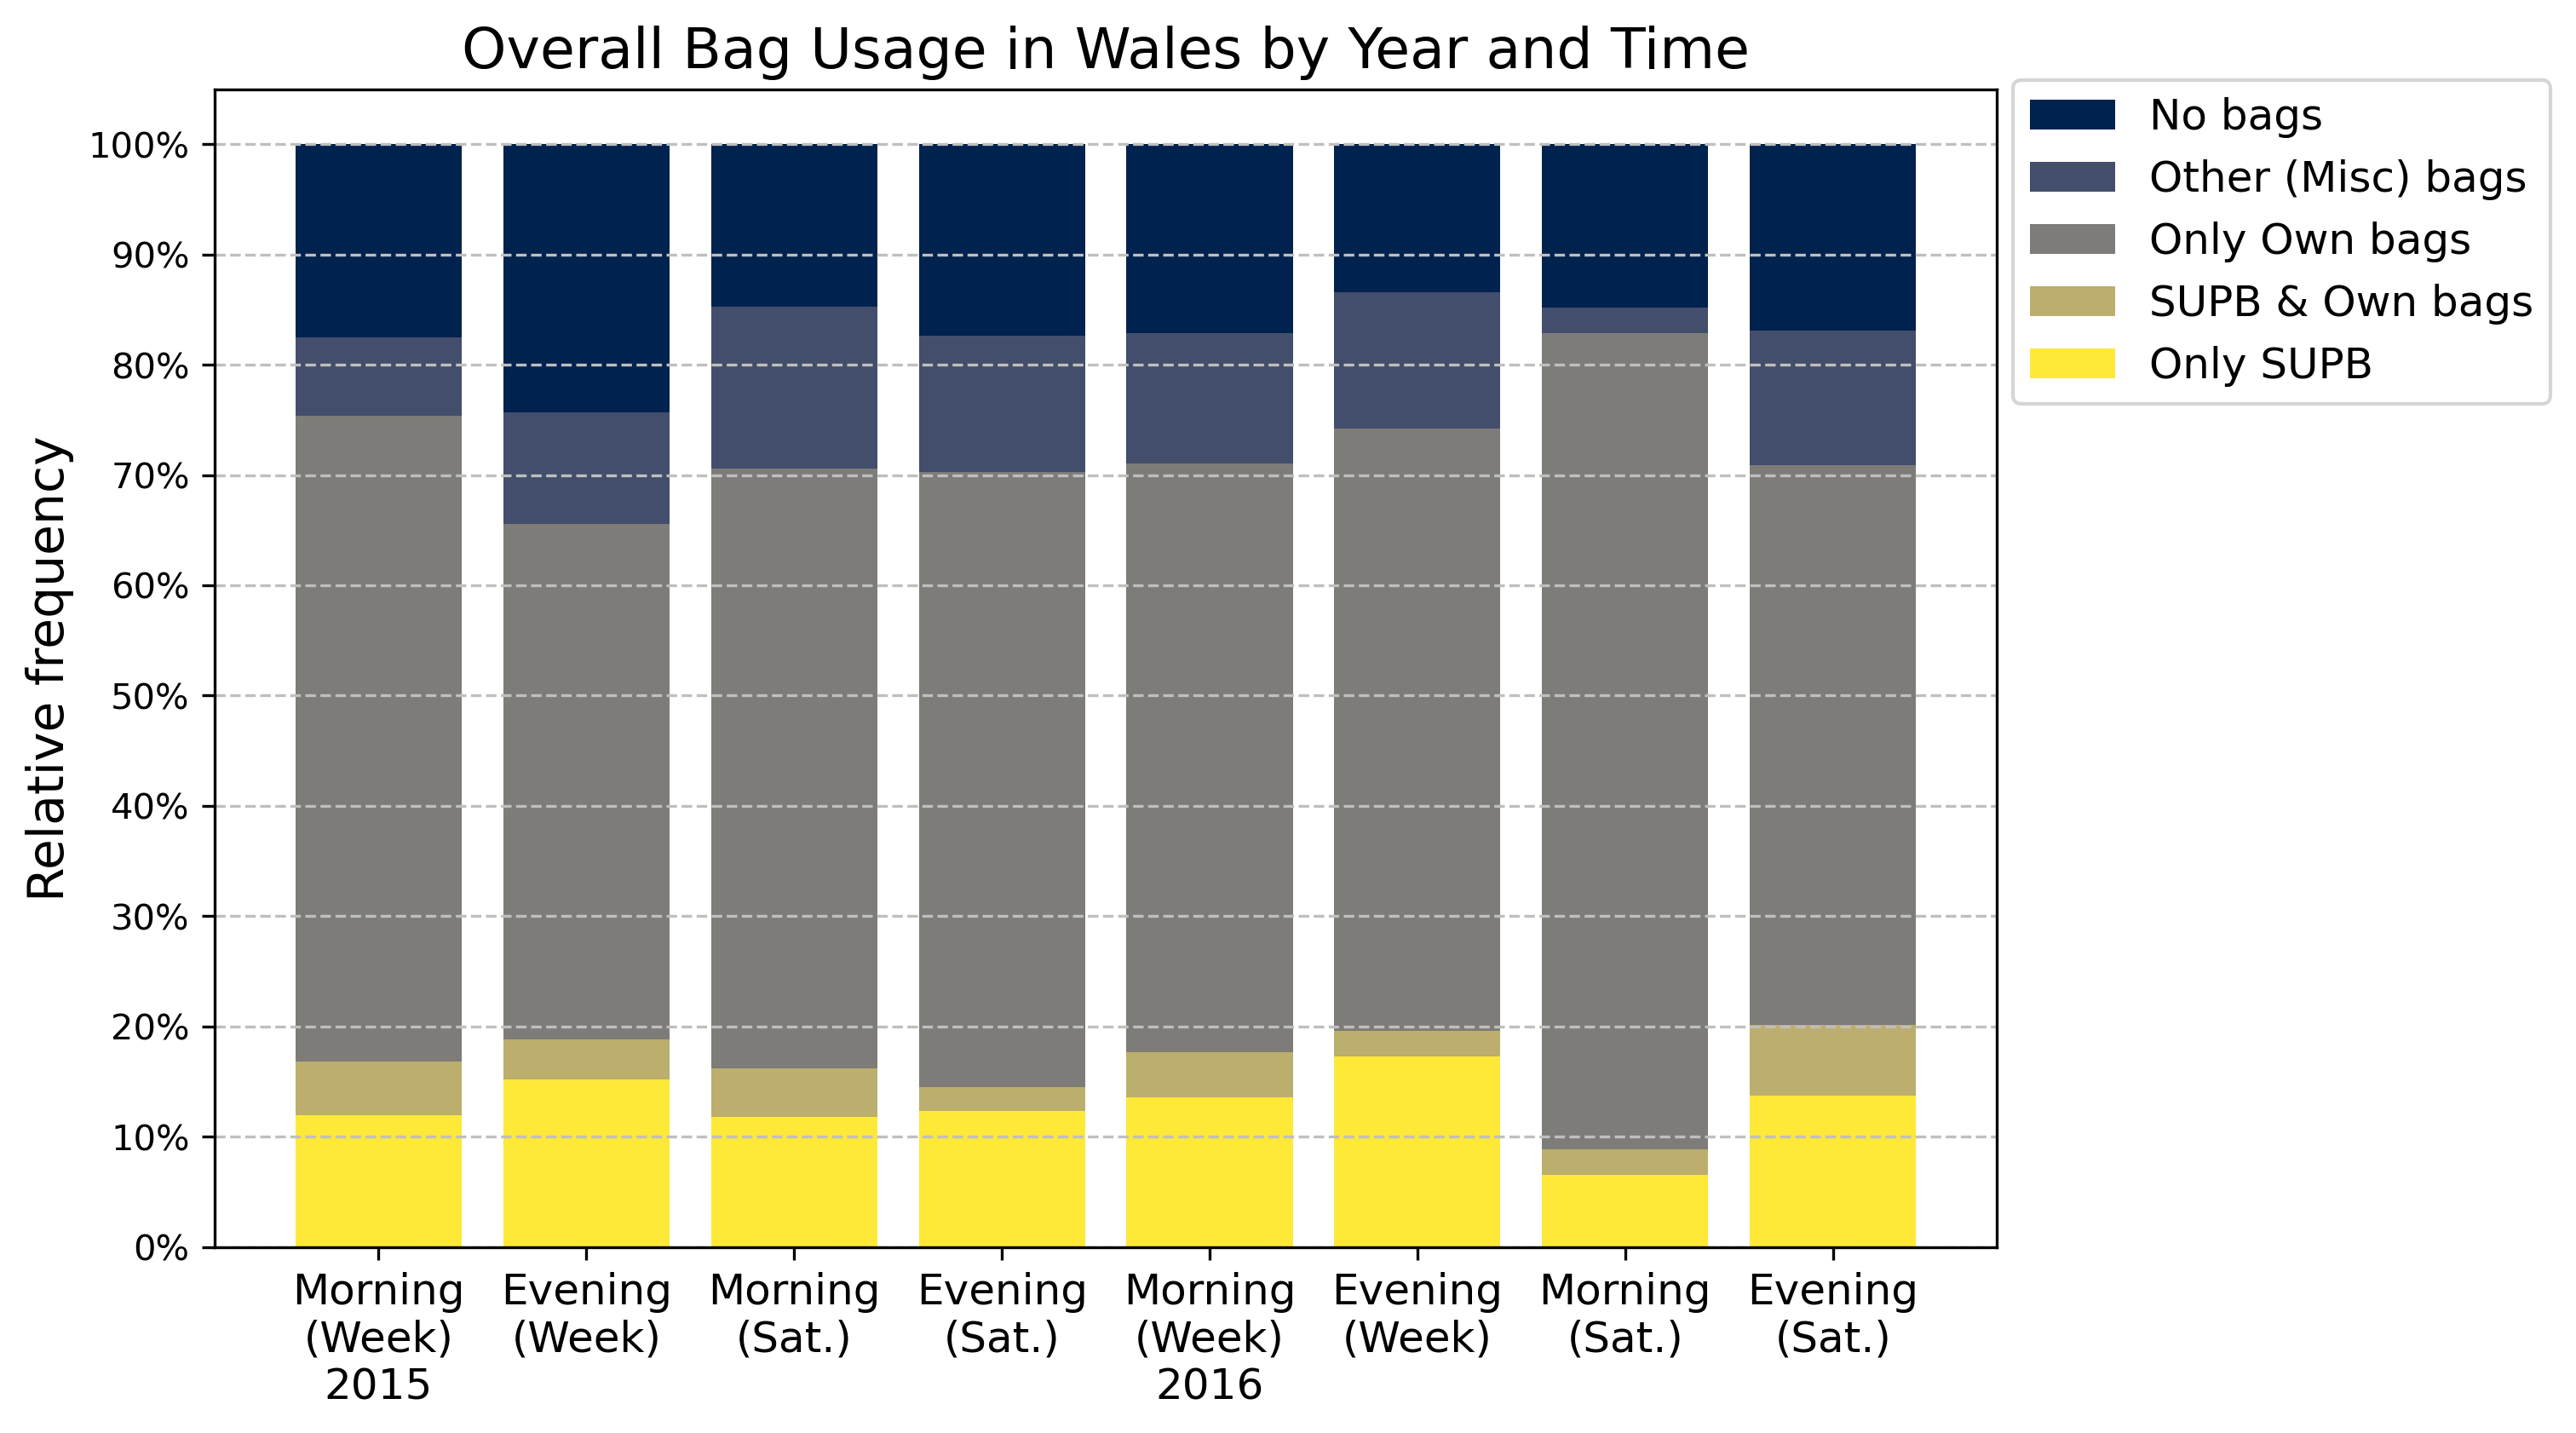 Overall Bag Usage in Wales by Year and Time
No bags
Other (Misc) bags
Only Own bags
SUPB & Own bags
Only SUPB
Relative frequency
100%
90%
80%
70%
60%
50%
40%
30%
20%
10%
0%
Morning
(Week)
2015
Evening
(Week)
Morning
(Sat.)
Evening
(Sat.)
Morning
(Week)
2016
Evening
(Week)
Morning
(Sat.)
Evening
(Sat.)